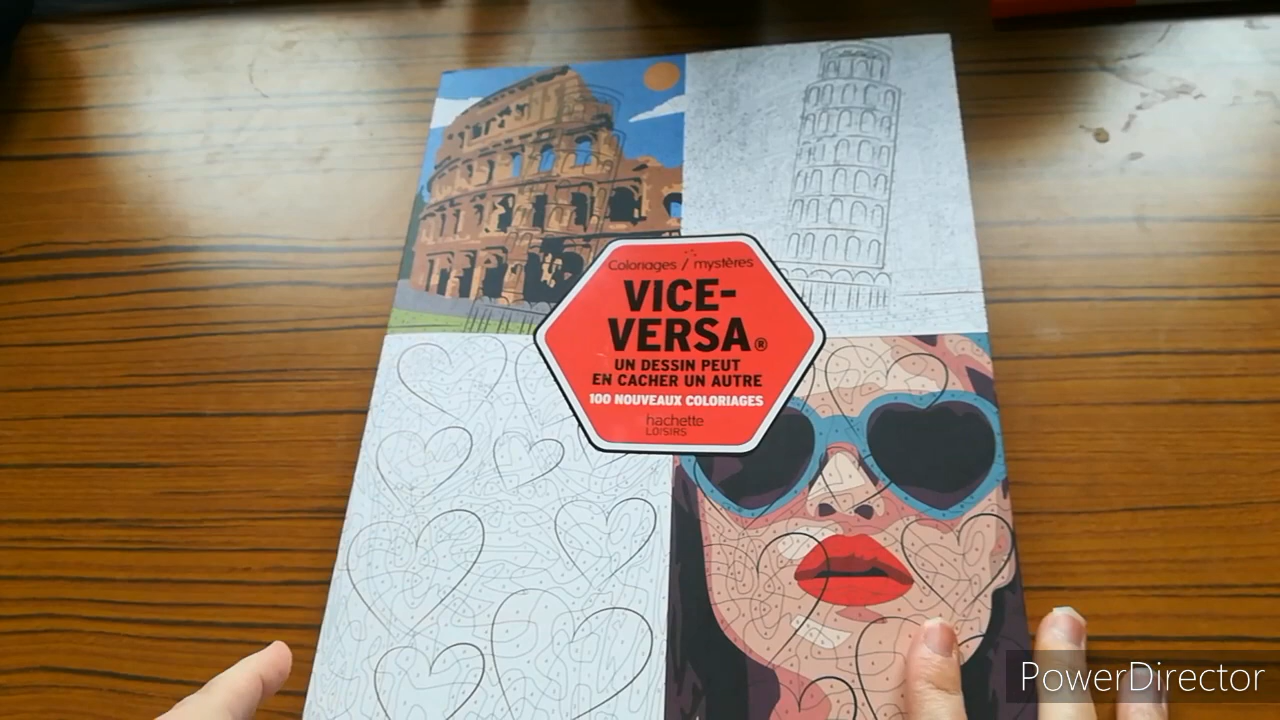 Coloriages / mystères
VICE-
VERSA®
UN DESSIN PEUT
EN CACHER UN AUTRE
100 NOUVEAUX COLORIAGES
hachette
LOISIRS
PowerDirector